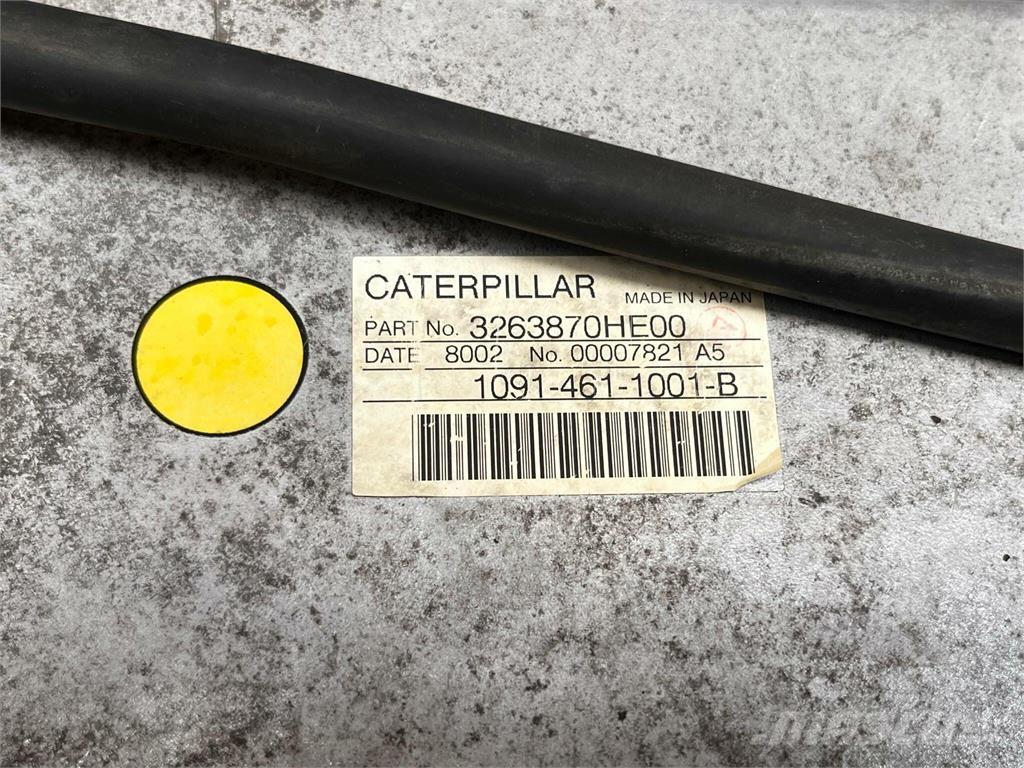 CATERPILLAR MADE IN JAPAN
PART No. 3263870HE00
DATE 8002 No. 00007821 A5
1091-461-1001-B